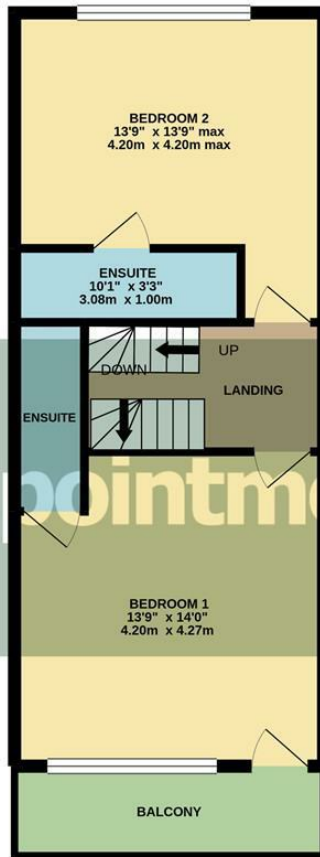 BEDROOM 2
13'9" x 13'9" max
4.20m x 4.20m max
ENSUITE
10'1" x 3'3"
3.08m x 1.00m
UP
DOWN
LANDING
ENSUITE
pointme
BEDROOM 1
13'9" x 14'0"
4.20m x 4.27m
BALCONY